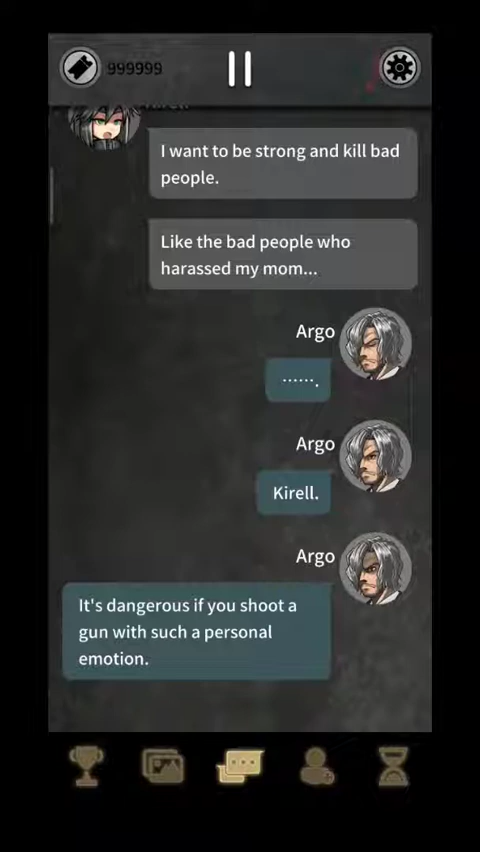 999999
Kirell
I want to be strong and kill bad
people.
Like the bad people who
harassed my mom...
Argo
…….
Argo
Kirell.
Argo
It's dangerous if you shoot a
gun with such a personal
emotion.